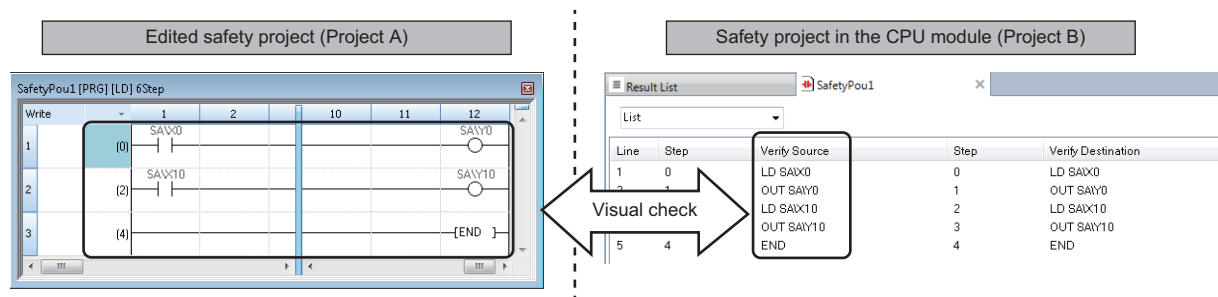 Edited safety project (Project A)
Safety project in the CPU module (Project B)
SafetyPou1 [PRG] [LD] 6Step
Write 1 2 10 11 12
1 (0) SA\X0 SA\Y0
2 (2) SA\X10 SA\Y10
3 (4) [END ]
Visual check
Result List SafetyPou1
List
Line Step Verify Source Step Verify Destination
1 0 LD SA\X0 0 LD SA\X0
OUT SA\Y0 1 OUT SA\Y0
LD SA\X10 2 LD SA\X10
OUT SA\Y10 3 OUT SA\Y10
5 4 END 4 END